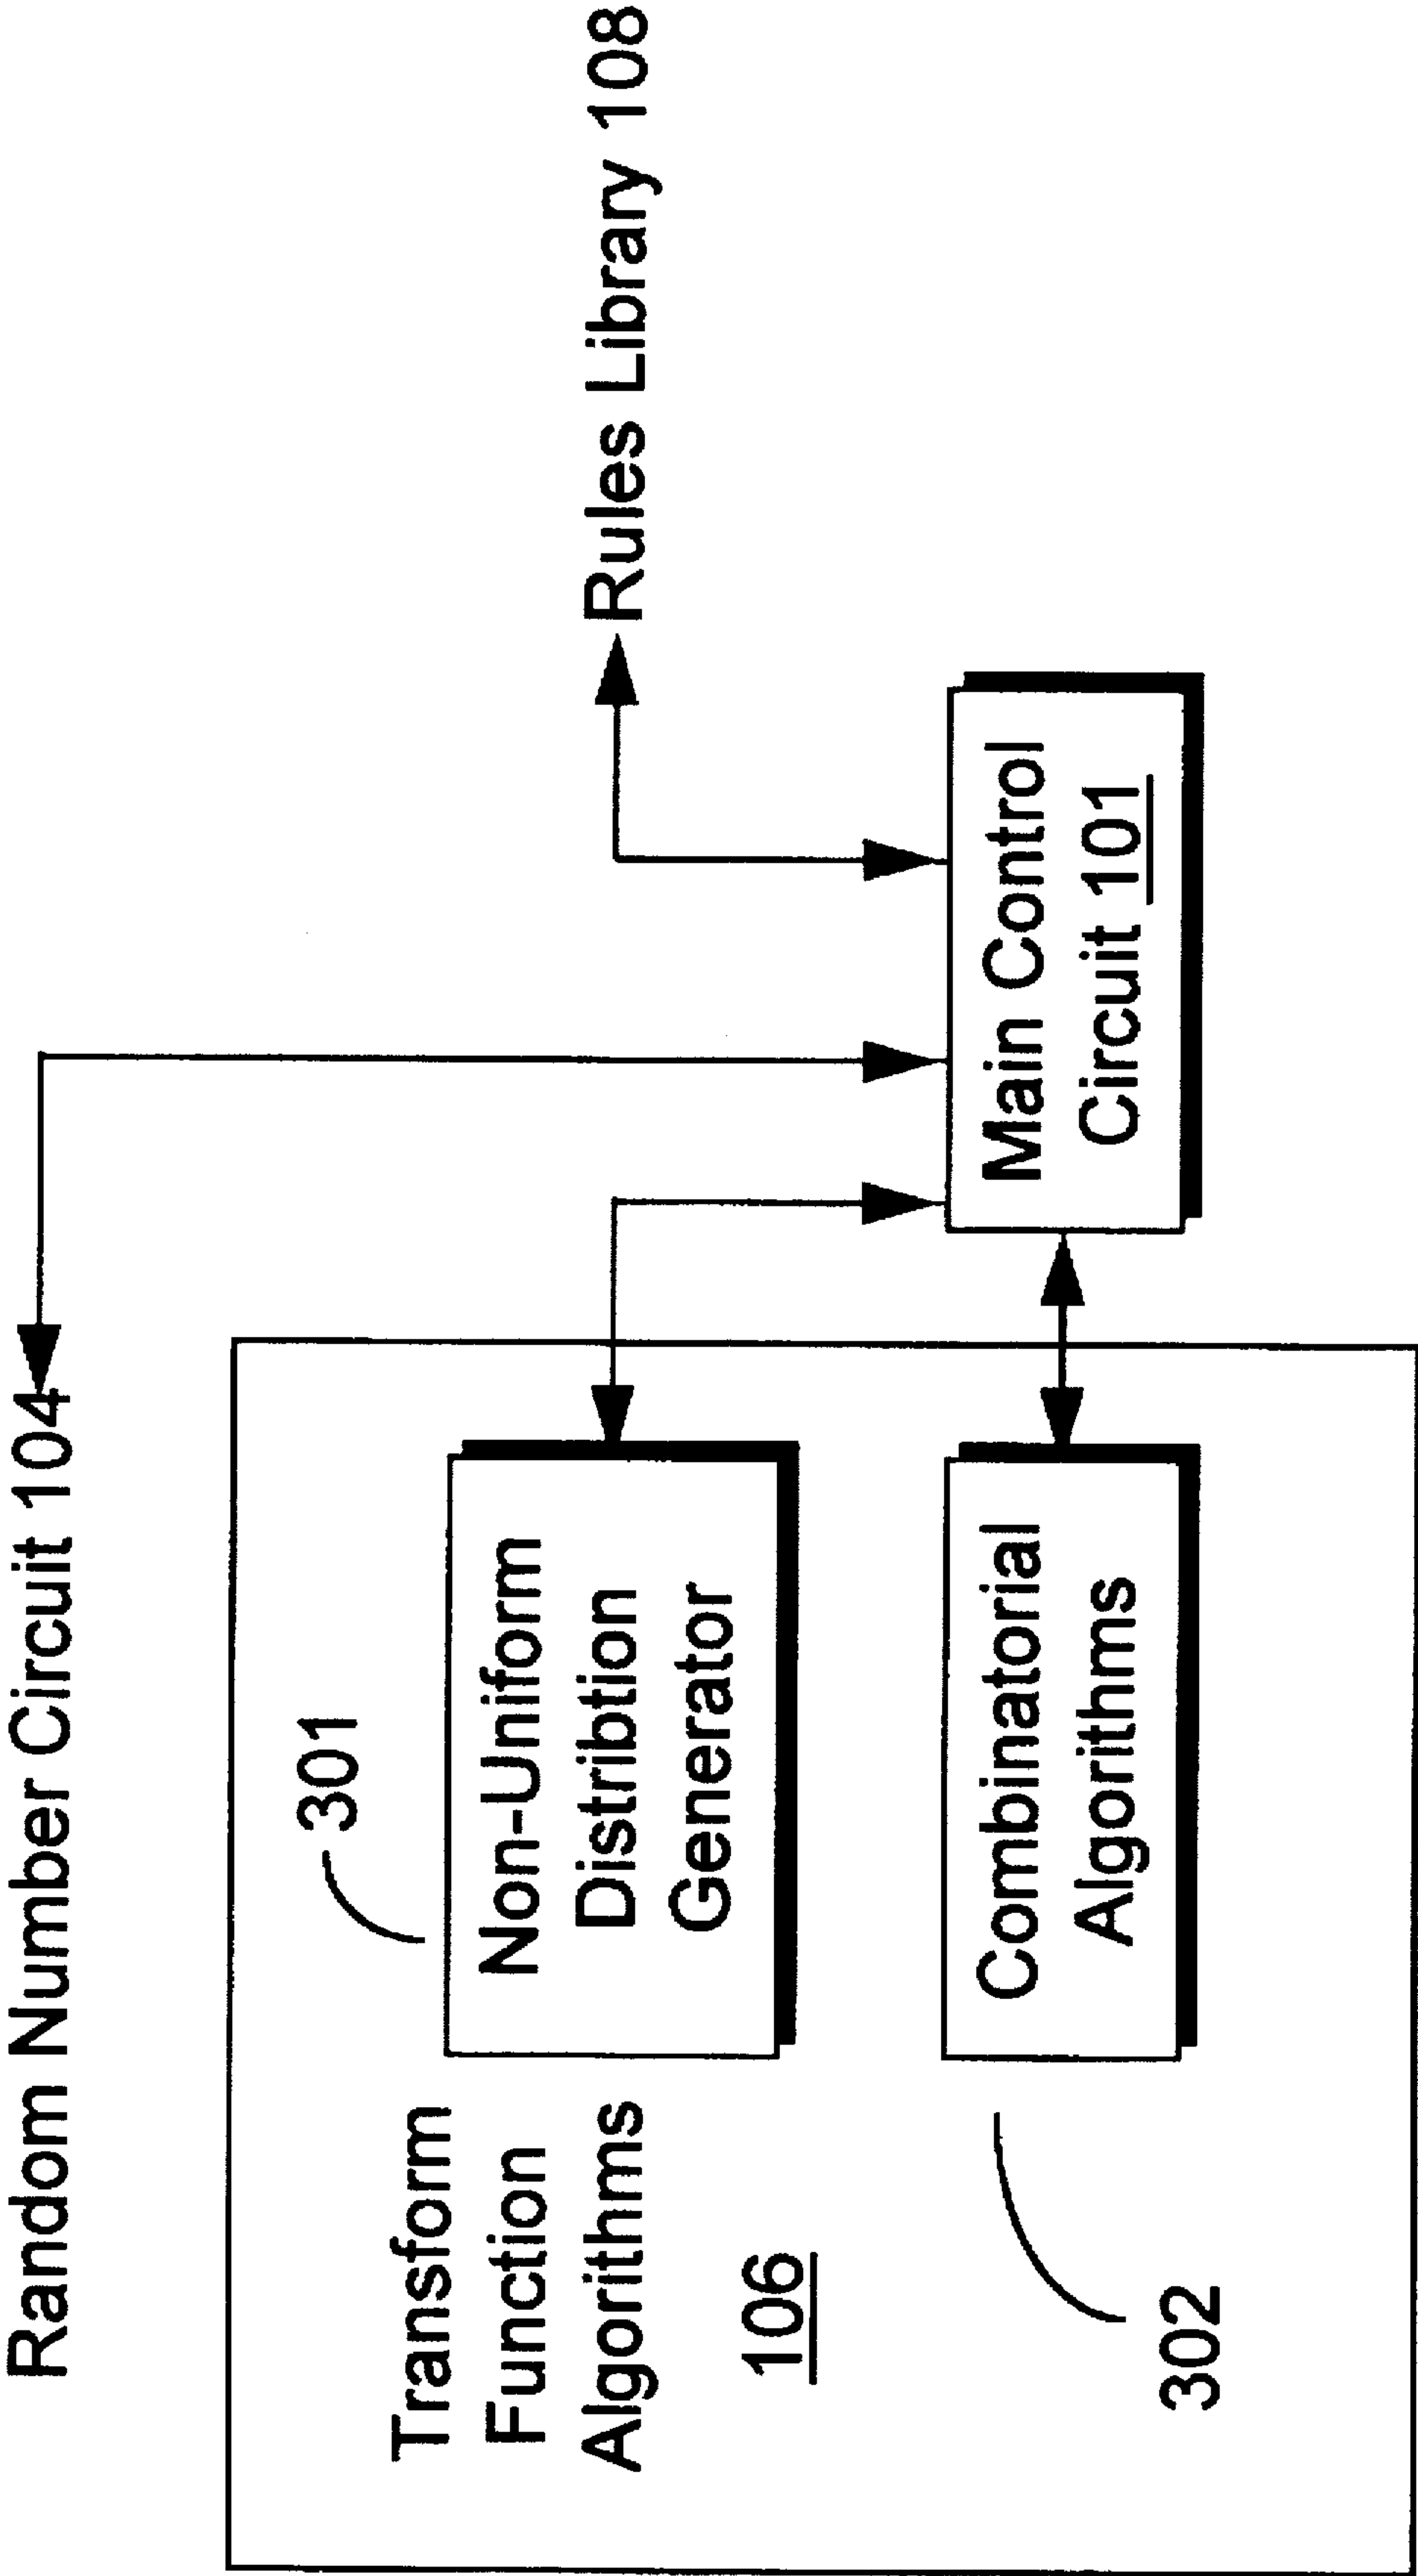 Random Number Circuit 104
Rules Library 108
301
Transform
Function
Algorithms
106
Non-Uniform
Distribtion
Generator
Main Control
Circuit 101
Combinatorial
Algorithms
302